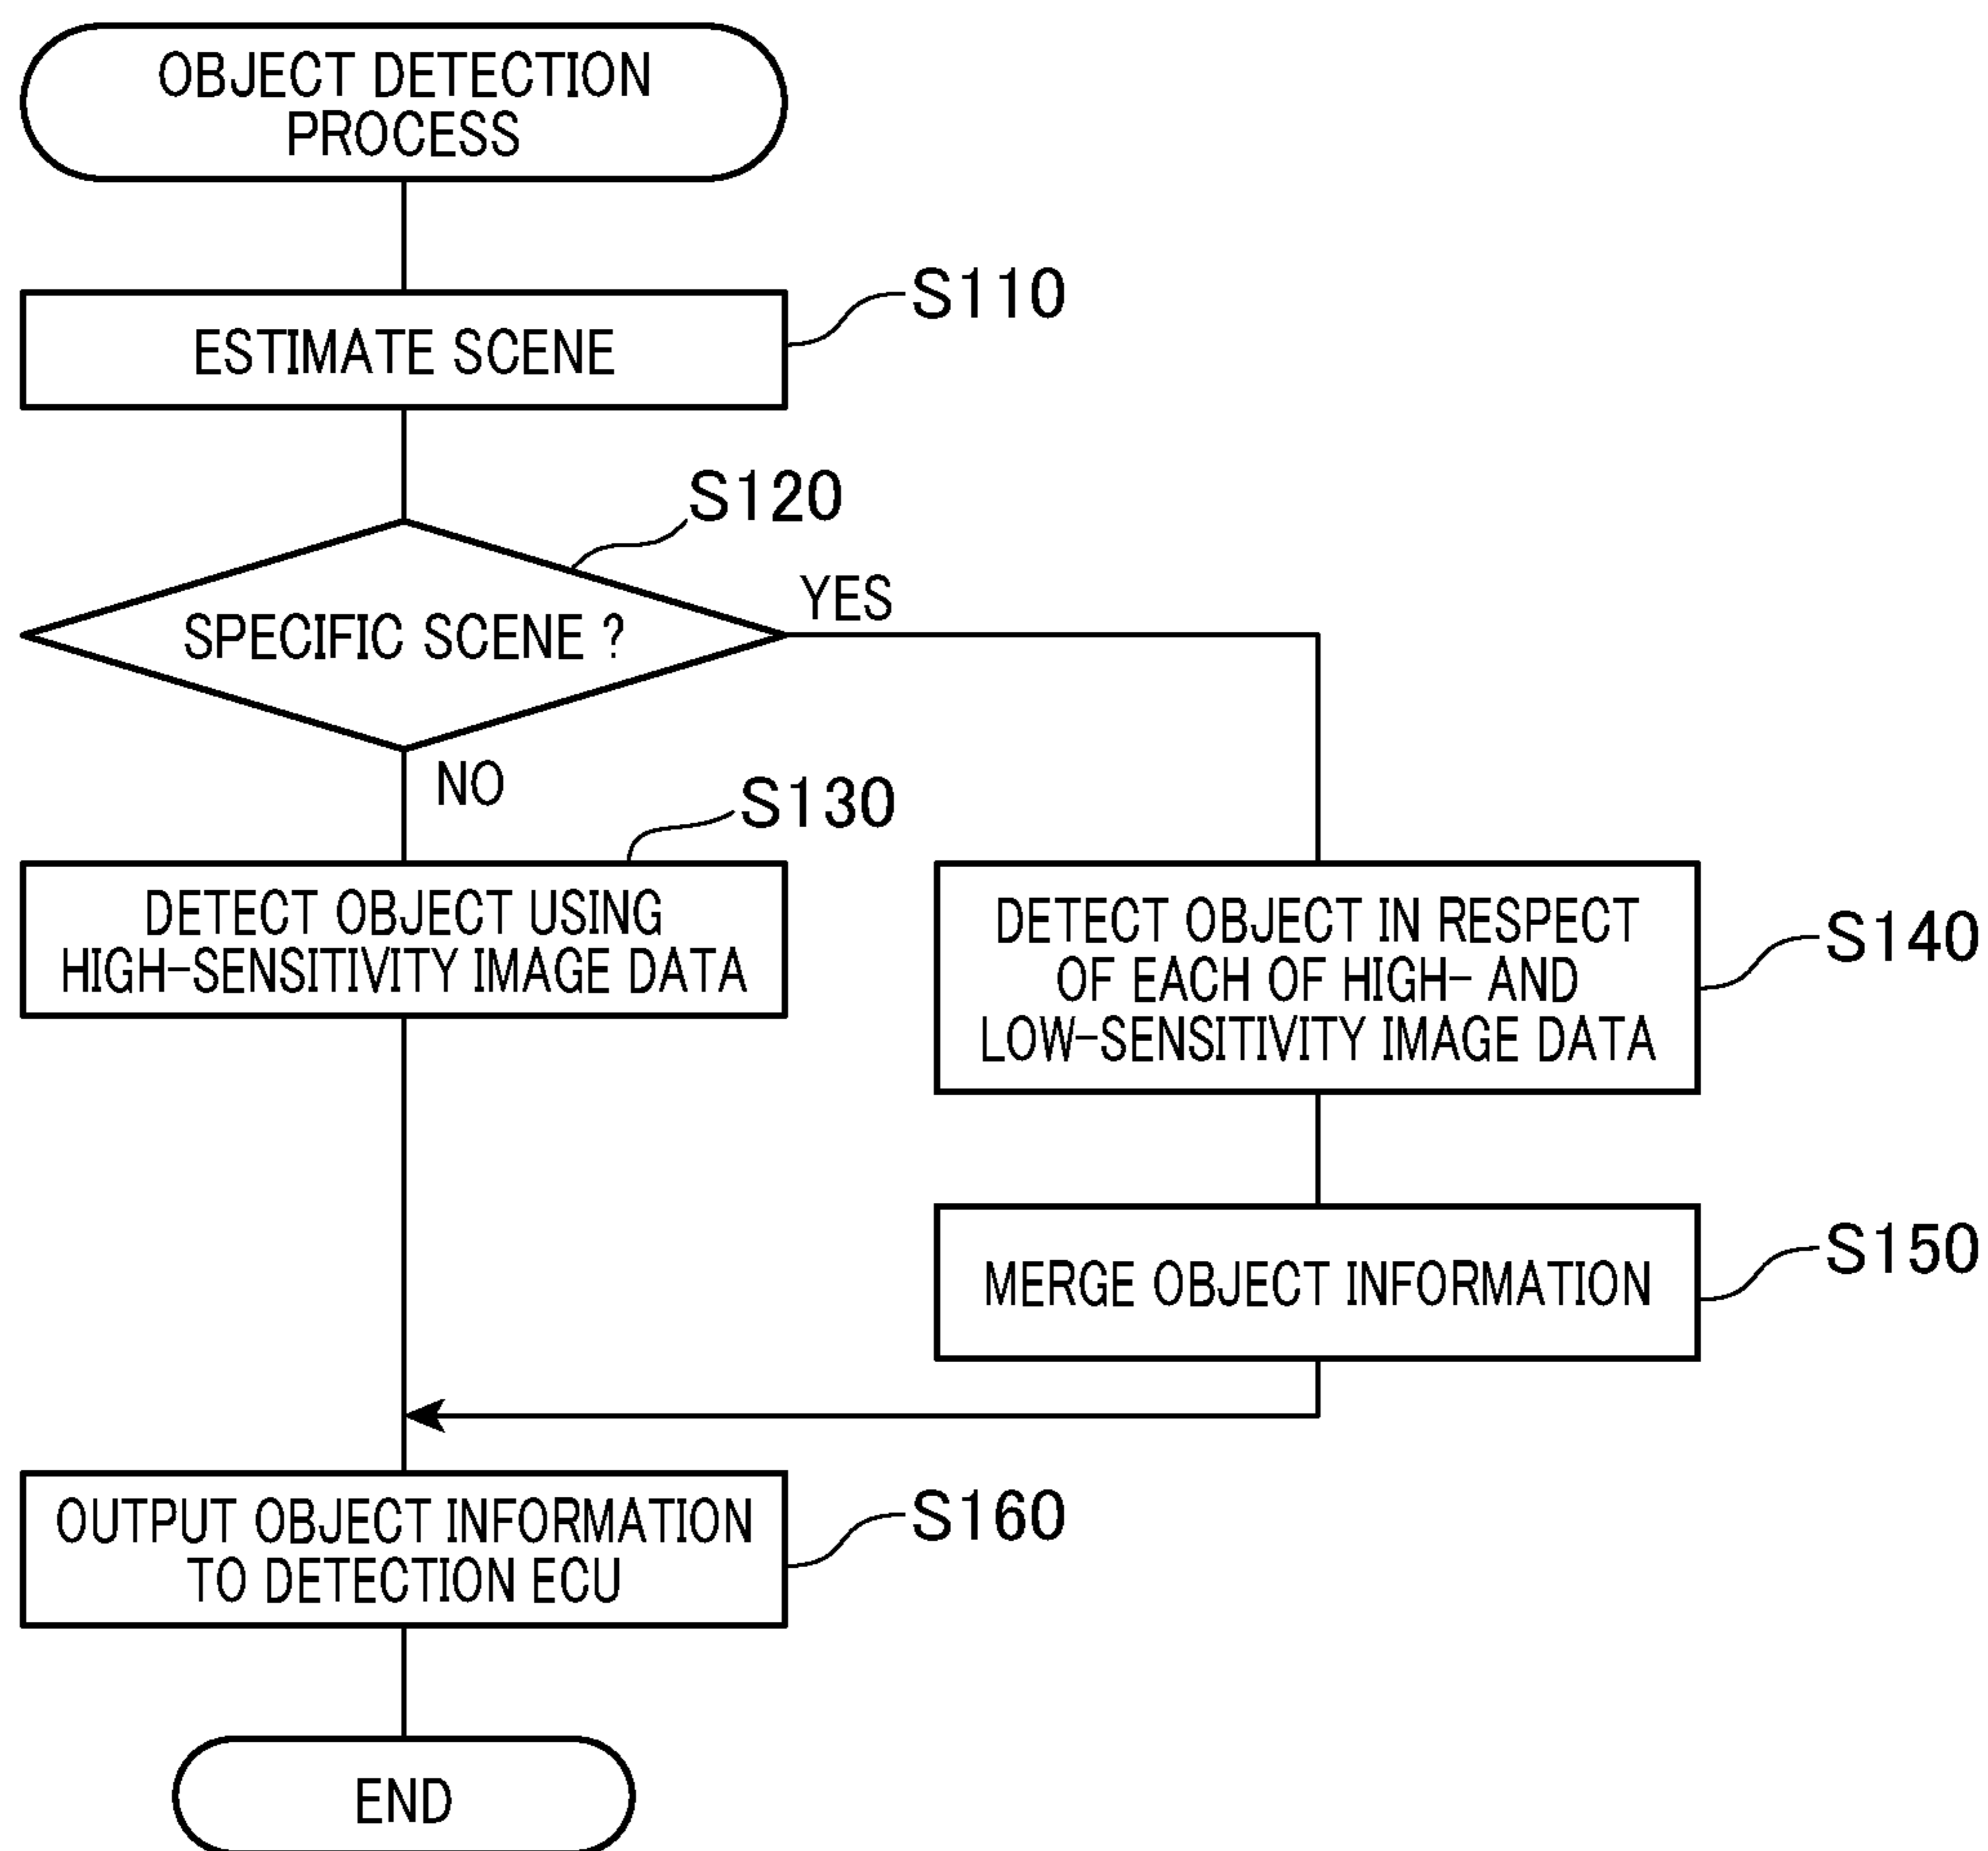 OBJECT DETECTION
PROCESS
S110
ESTIMATE SCENE
S120
YES
SPECIFIC SCENE ?
NO
S130
DETECT OBJECT USING
HIGH-SENSITIVITY IMAGE DATA
DETECT OBJECT IN RESPECT
OF EACH OF HIGH- AND
LOW-SENSITIVITY IMAGE DATA
S140
MERGE OBJECT INFORMATION
S150
OUTPUT OBJECT INFORMATION
TO DETECTION ECU
S160
END